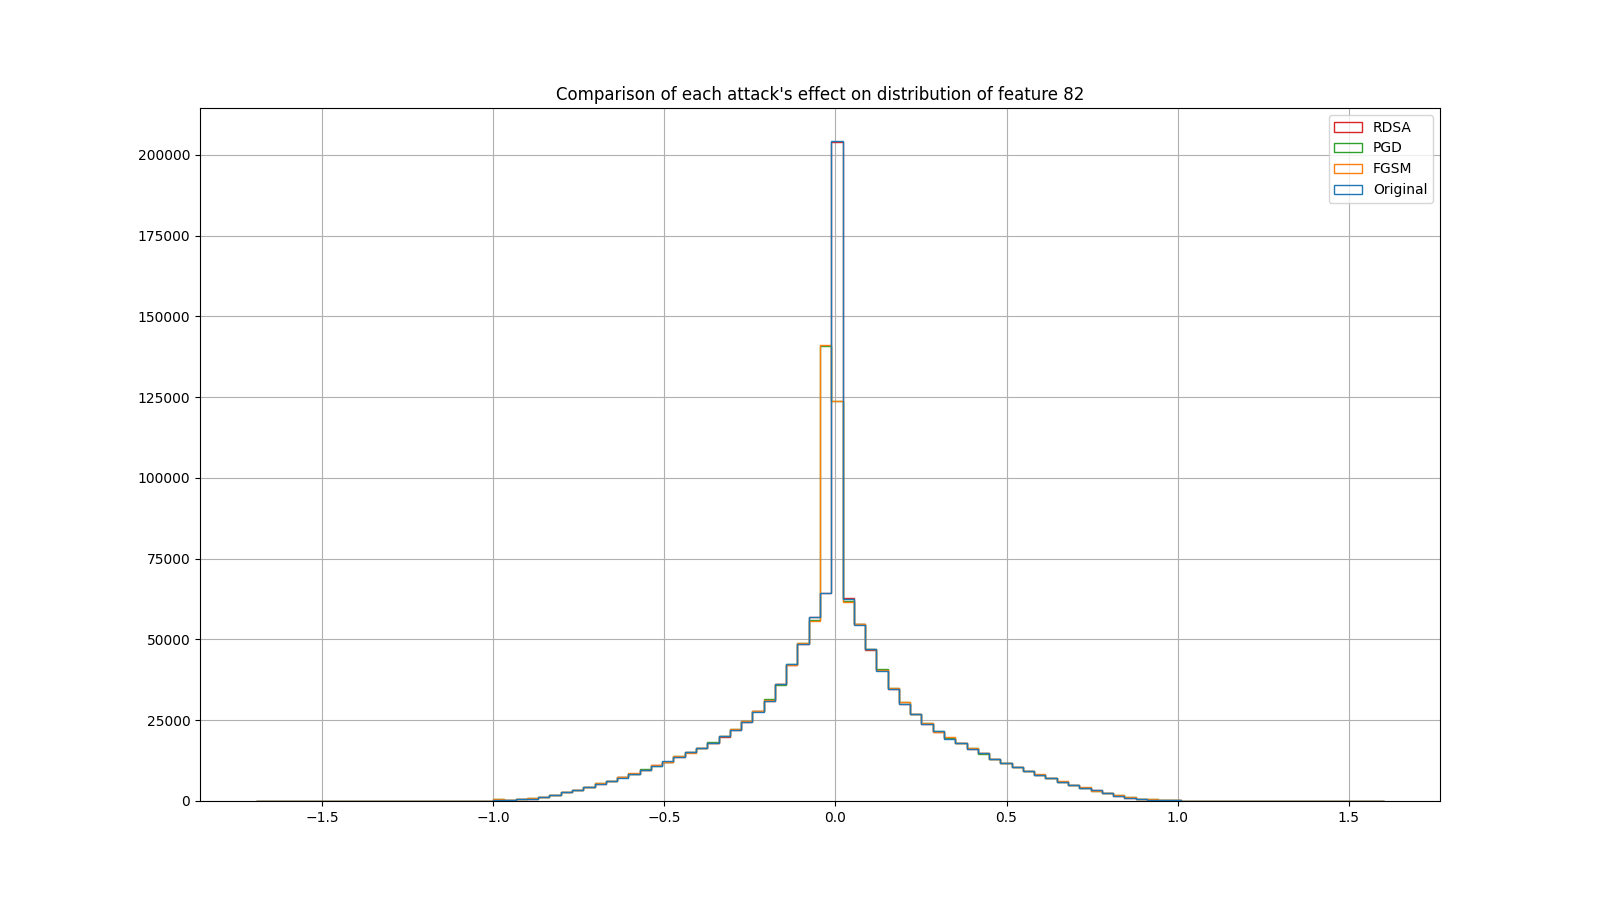 Comparison of each attack's effect on distribution of feature 82
RDSA
PGD
FGSM
Original
200000
175000
150000
125000
100000
75000
50000
25000
0
−1.5 −1.0 −0.5 0.0 0.5 1.0 1.5